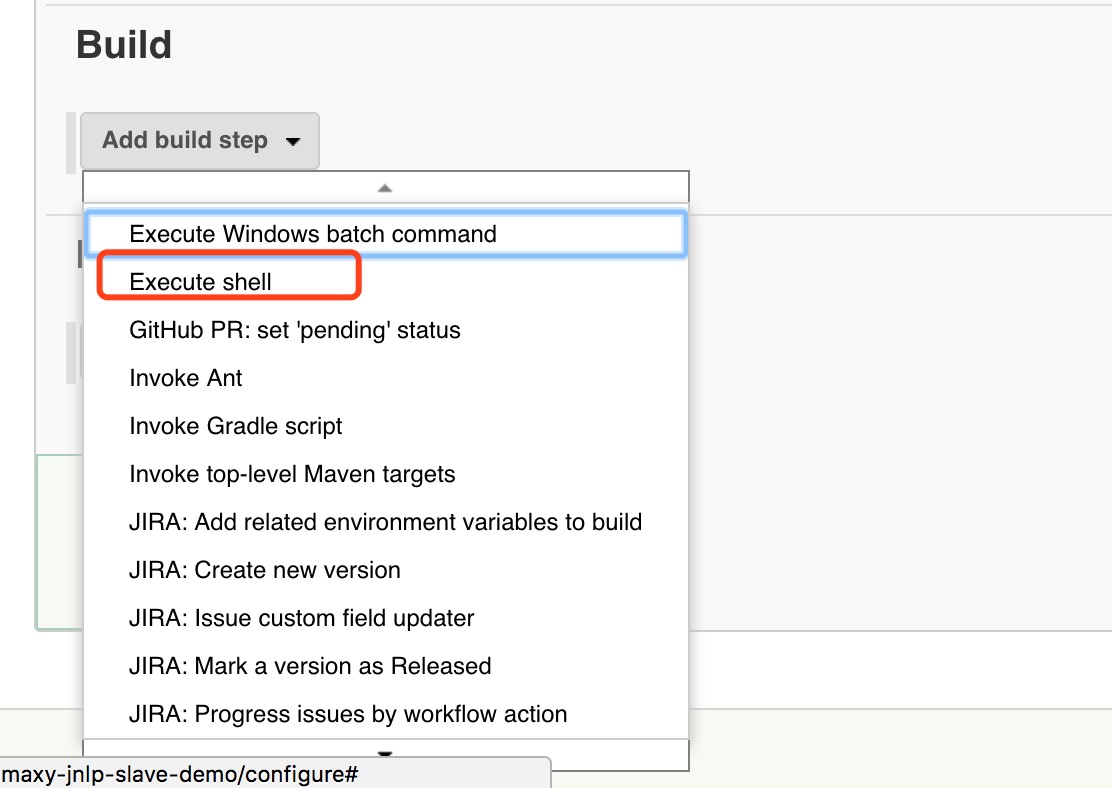 Build
Add build step
Execute Windows batch command
Execute shell
GitHub PR: set 'pending' status
Invoke Ant
Invoke Gradle script
Invoke top-level Maven targets
JIRA: Add related environment variables to build
JIRA: Create new version
JIRA: Issue custom field updater
JIRA: Mark a version as Released
JIRA: Progress issues by workflow action
maxy-jnlp-slave-demo/configure#